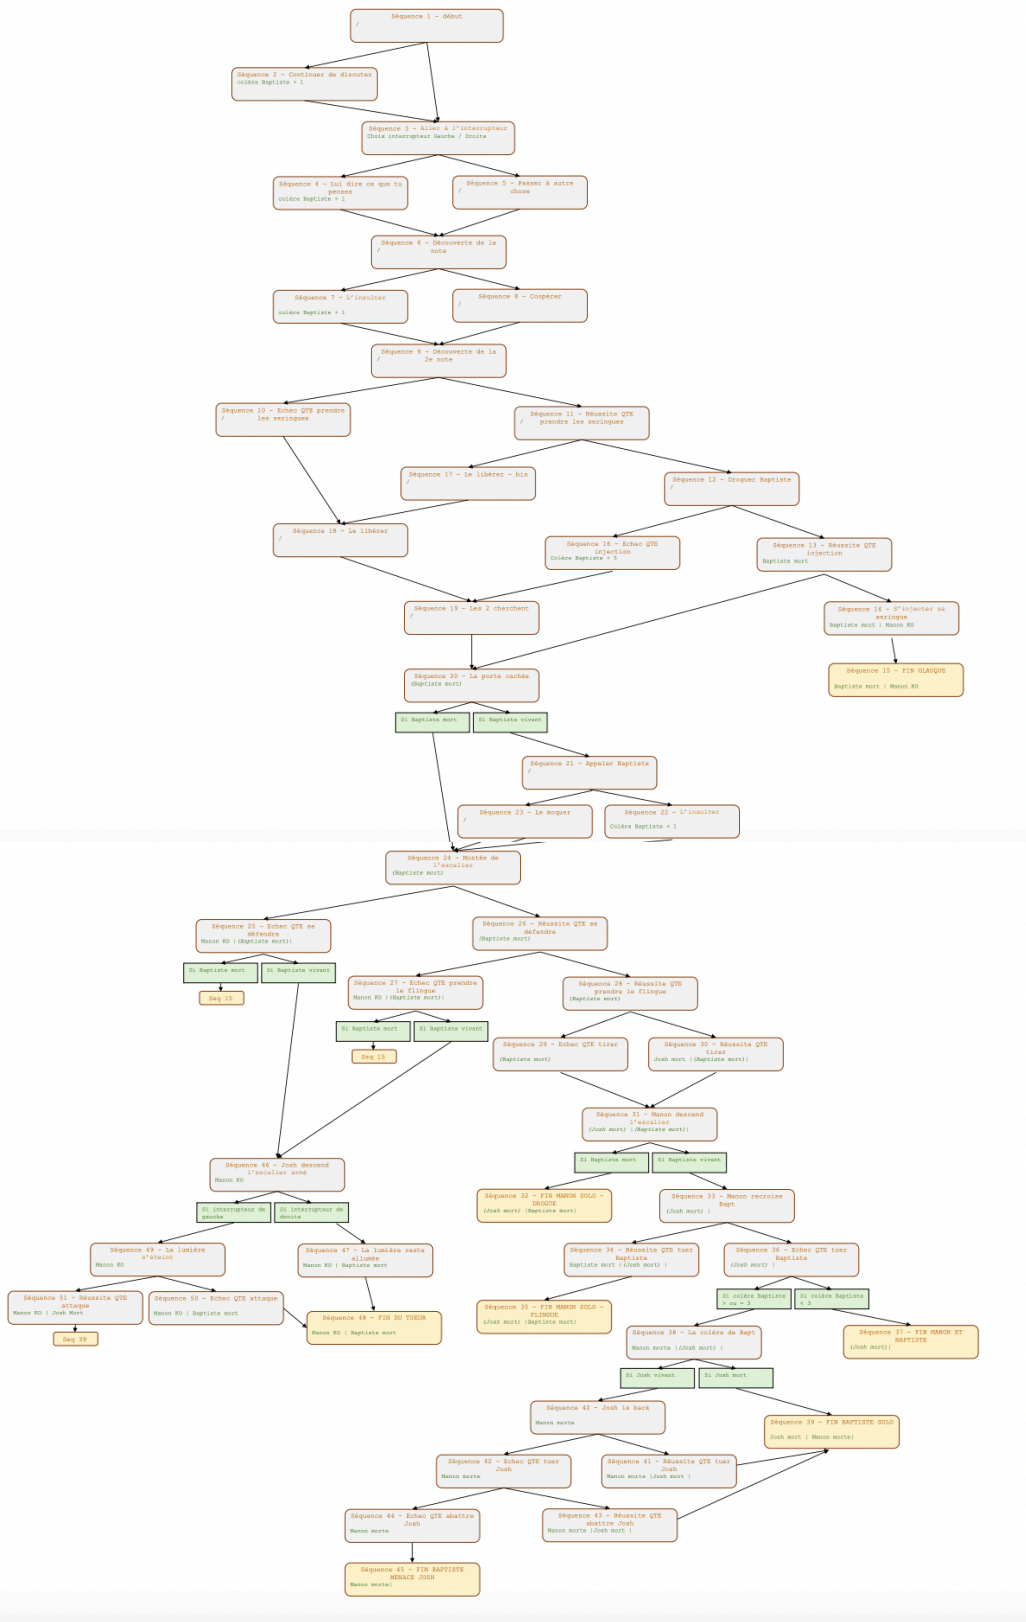 Séquence 1 - début
/
Séquence 2 - Continuer de discuter
colère Baptiste + 1
Séquence 3 - Aller à l'interrupteur
Choix interrupteur Gauche / Droite
Séquence 4 - Lui dire ce que tu
penses
colère Baptiste + 1
Séquence 5 - Passer à autre
/ chose
Séquence 6 - Découverte de la
/ note
Séquence 7 - L'insulter
colère Baptiste + 1
Séquence 8 - Coopérer
/
Séquence 9 - Découverte de la
/ 2e note
Séquence 10 - Echec QTE prendre
/ les seringues
Séquence 11 - Réussite QTE
/ prendre les seringues
Séquence 17 - Le libérer - bis
/
Séquence 12 - Droguer Baptiste
/
Séquence 18 - Le libérer
/
Séquence 16 - Echec QTE
injection
Colère Baptiste + 5
Séquence 13 - Réussite QTE
injection
Baptiste mort
Séquence 19 - Les 2 cherchent
/
Séquence 14 - S'injecter sa
seringue
Baptiste mort | Manon KO
Séquence 20 - La porte cachée
(Baptiste mort)
Séquence 15 - FIN GLAUQUE
Baptiste mort | Manon KO
Si Baptiste mort
Si Baptiste vivant
Séquence 21 - Appeler Baptiste
/
Séquence 23 - Le moquer
/
Séquence 22 - L'insulter
Colère Baptiste + 1
Séquence 24 - Montée de
l'escalier
(Baptiste mort)
Séquence 25 - Echec QTE se
défendre
Manon KO |(Baptiste mort)|
Séquence 26 - Réussite QTE se
défendre
(Baptiste mort)
Si Baptiste mort
Si Baptiste vivant
Seq 15
Séquence 27 - Echec QTE prendre
le flingue
Manon KO |(Baptiste mort)|
Séquence 28 - Réussite QTE
prendre le flingue
(Baptiste mort)
Si Baptiste mort
Si Baptiste vivant
Seq 15
Séquence 29 - Echec QTE tirer
(Baptiste mort)
Séquence 30 - Réussite QTE
tirer
Josh mort |(Baptiste mort)|
Séquence 31 - Manon descend
l'escalier
(Josh mort) |(Baptiste mort)|
Si Baptiste mort
Si Baptiste vivant
Séquence 46 - Josh descend
l'escalier armé
Manon KO
Séquence 32 - FIN MANON SOLO -
DROGUE
(Josh mort) |Baptiste mort|
Séquence 33 - Manon recroise
Bapt
(Josh mort) |
Si interrupteur de
gauche
Si interrupteur de
droite
Séquence 49 - La lumière
s'éteint
Manon KO
Séquence 47 - La lumière reste
allumée
Manon KO | Baptiste mort
Séquence 34 - Réussite QTE tuer
Baptiste
Baptiste mort |(Josh mort) |
Séquence 36 - Echec QTE tuer
Baptiste
(Josh mort) |
Séquence 51 - Réussite QTE
attaque
Manon KO | Josh Mort
Séquence 50 - Echec QTE attaque
Manon KO | Baptiste mort
Seq 39
Séquence 48 - FIN DU TUEUR
Manon KO | Baptiste mort
Séquence 35 - FIN MANON SOLO -
FLINGUE
(Josh mort) |Baptiste mort|
Si colère Baptiste
> ou = 3
Si colère Baptiste
< 3
Séquence 38 - La colère de Bapt
Manon morte |(Josh mort) |
Séquence 37 - FIN MANON ET
BAPTISTE
(Josh mort)|
Si Josh vivant
Si Josh mort
Séquence 40 - Josh is back
Manon morte
Séquence 39 - FIN BAPTISTE SOLO
Josh mort | Manon morte|
Séquence 42 - Echec QTE tuer
Josh
Manon morte
Séquence 41 - Réussite QTE tuer
Josh
Manon morte |Josh mort |
Séquence 44 - Echec QTE abattre
Josh
Manon morte
Séquence 43 - Réussite QTE
abattre Josh
Manon morte |Josh mort |
Séquence 45 - FIN BAPTISTE
MENACE JOSH
Manon morte|